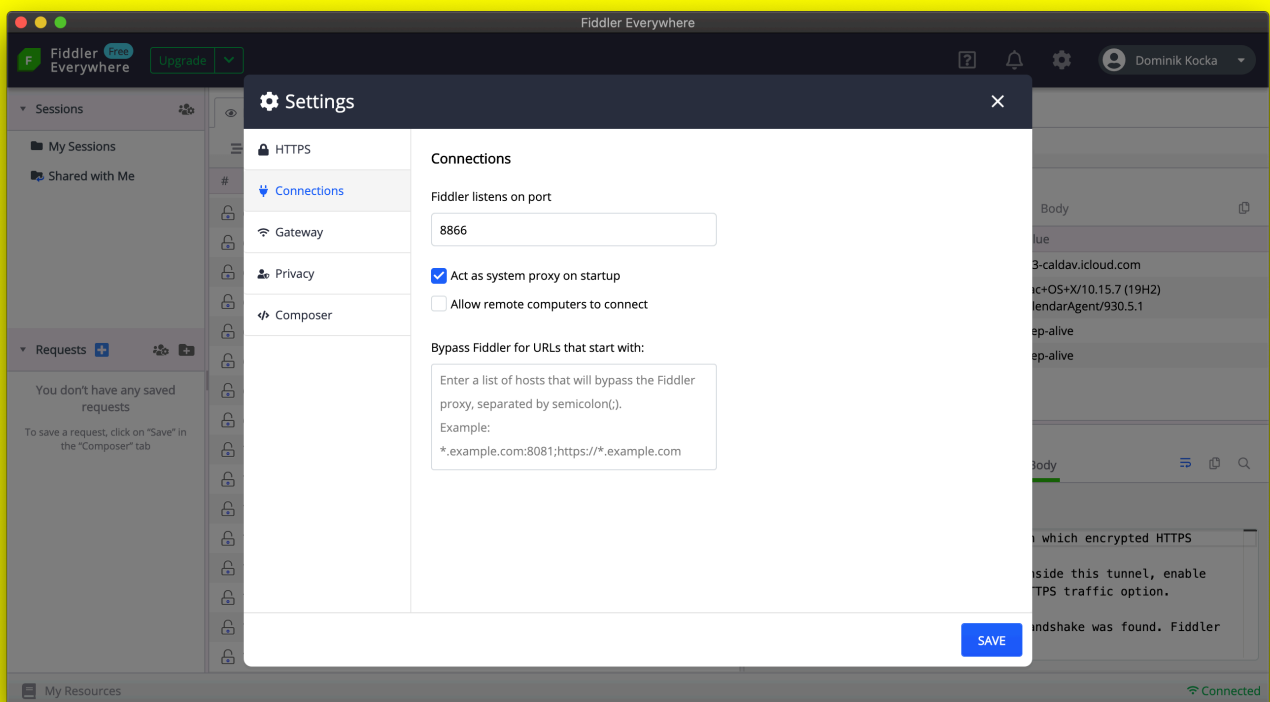 Fiddler Everywhere
F
Fiddler Free
Everywhere
Upgrade
?
Dominik Kocka
Sessions
My Sessions
Shared with Me
#
Requests
You don't have any saved
requests
To save a request, click on "Save" in
the "Composer" tab
Settings
HTTPS
Connections
Gateway
Privacy
Composer
Connections
Fiddler listens on port
8866
Act as system proxy on startup
Allow remote computers to connect
Bypass Fiddler for URLs that start with:
Enter a list of hosts that will bypass the Fiddler
proxy, separated by semicolon(;).
Example:
*.example.com:8081;https://*.example.com
SAVE
Body
lue
3-caldav.icloud.com
ac+OS+X/10.15.7 (19H2)
lendarAgent/930.5.1
ep-alive
ep-alive
Body
which encrypted HTTPS
nside this tunnel, enable
TTPS traffic option.
andshake was found. Fiddler
My Resources
Connected